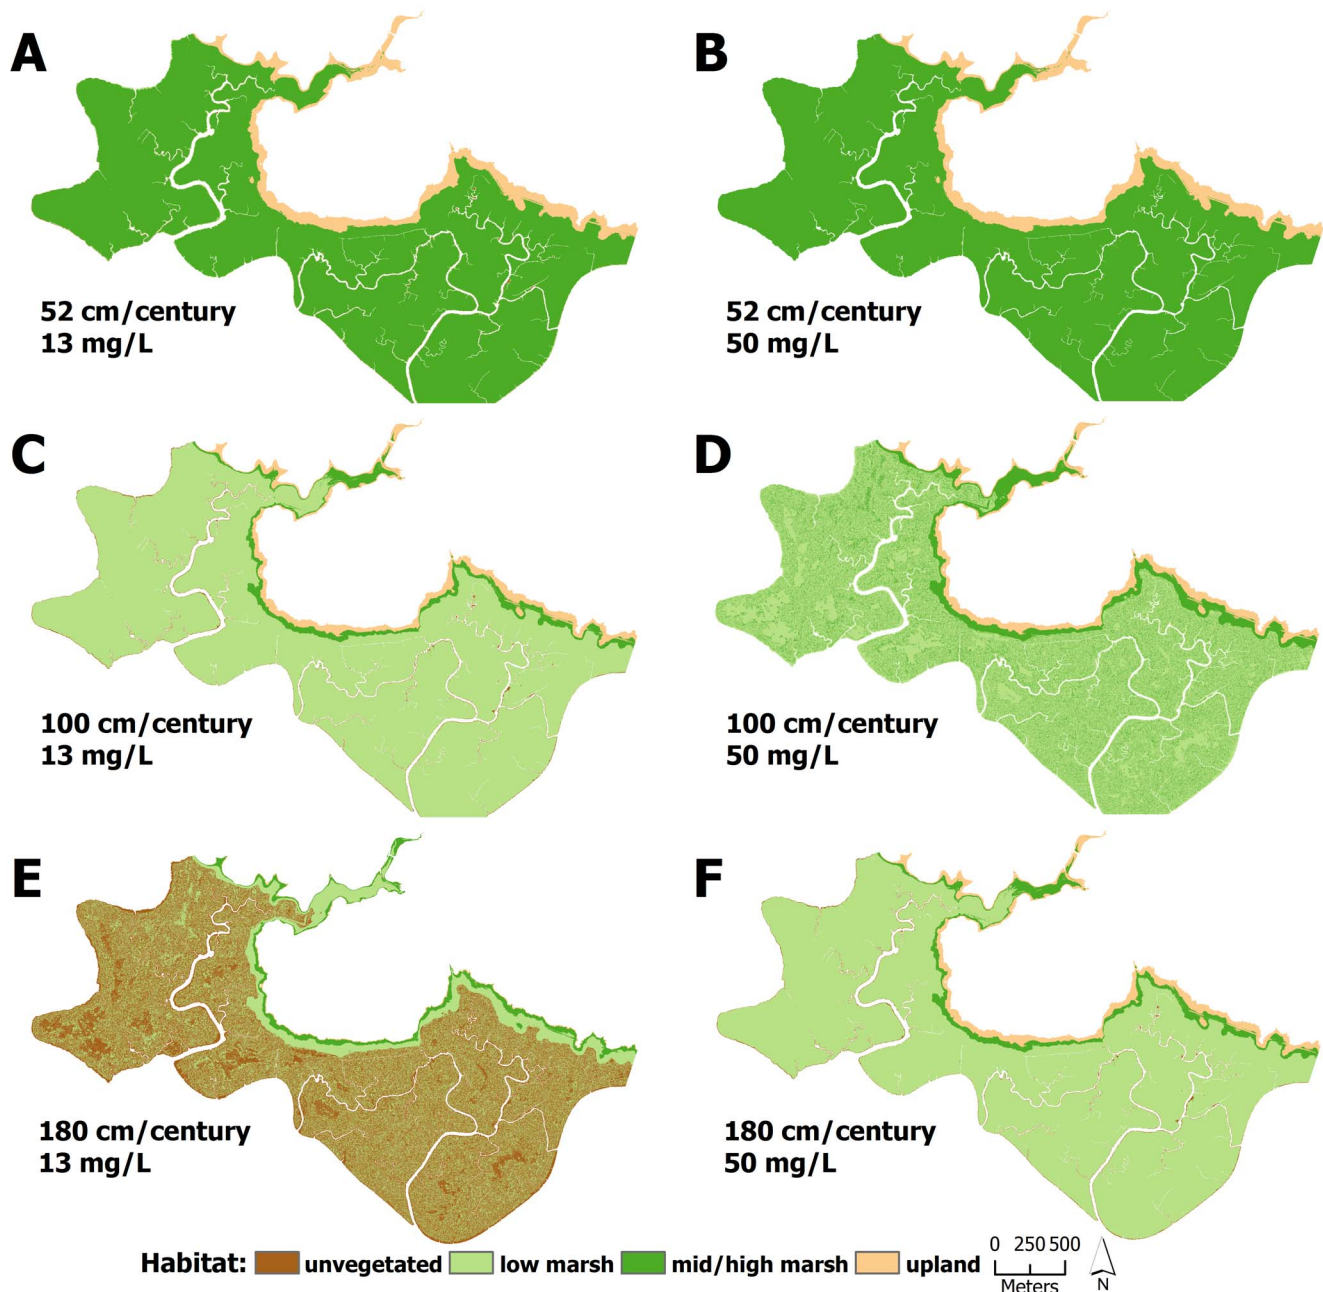 A
B
52 cm/century
13 mg/L
52 cm/century
50 mg/L
C
D
100 cm/century
13 mg/L
100 cm/century
50 mg/L
E
F
180 cm/century
13 mg/L
180 cm/century
50 mg/L
Habitat: unvegetated low marsh mid/high marsh upland
0 250 500
Meters
N